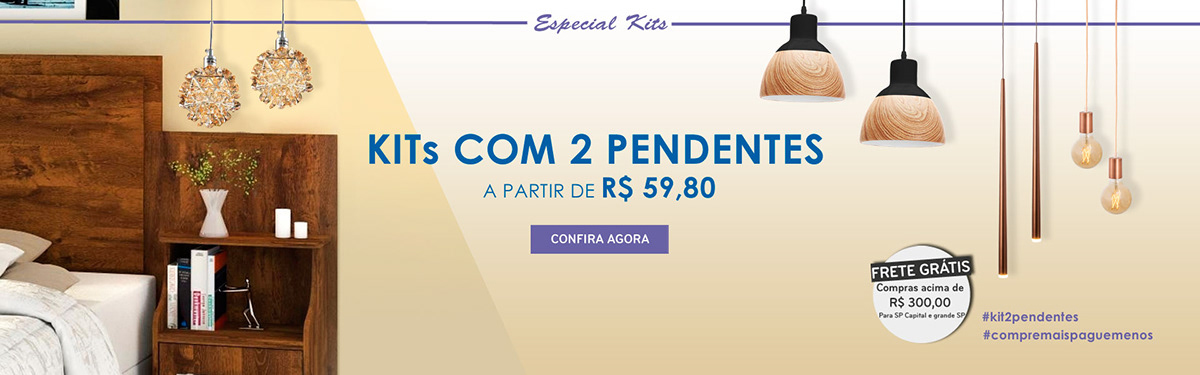 Especial Kits
KITs COM 2 PENDENTES
A PARTIR DE R$ 59,80
CONFIRA AGORA
FRETE GRÁTIS
Compras acima de
R$ 300,00
Para SP Capital e grande SP
#kit2pendentes
#compremaispaguemenos